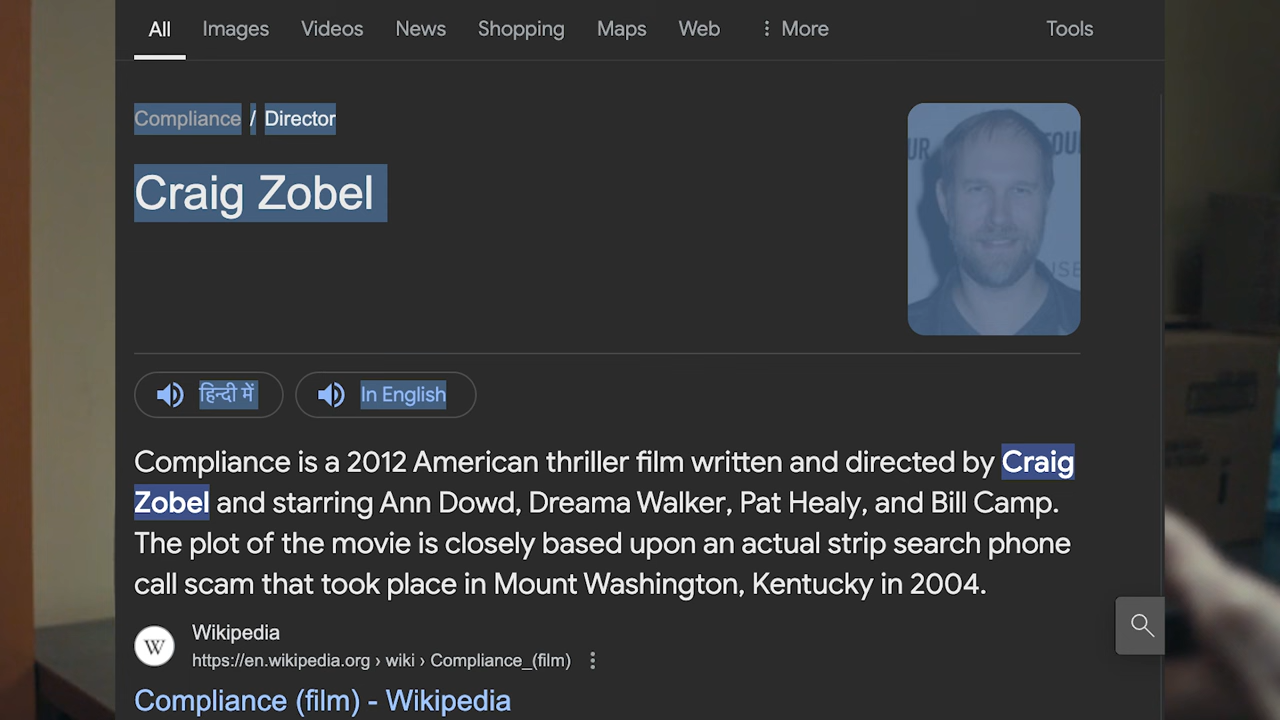 All Images Videos News Shopping Maps Web More Tools
Compliance / Director
Craig Zobel
हिन्दी में In English
Compliance is a 2012 American thriller film written and directed by Craig
Zobel and starring Ann Dowd, Dreama Walker, Pat Healy, and Bill Camp.
The plot of the movie is closely based upon an actual strip search phone
call scam that took place in Mount Washington, Kentucky in 2004.
W Wikipedia
https://en.wikipedia.org › wiki › Compliance_(film)
Compliance (film) - Wikipedia